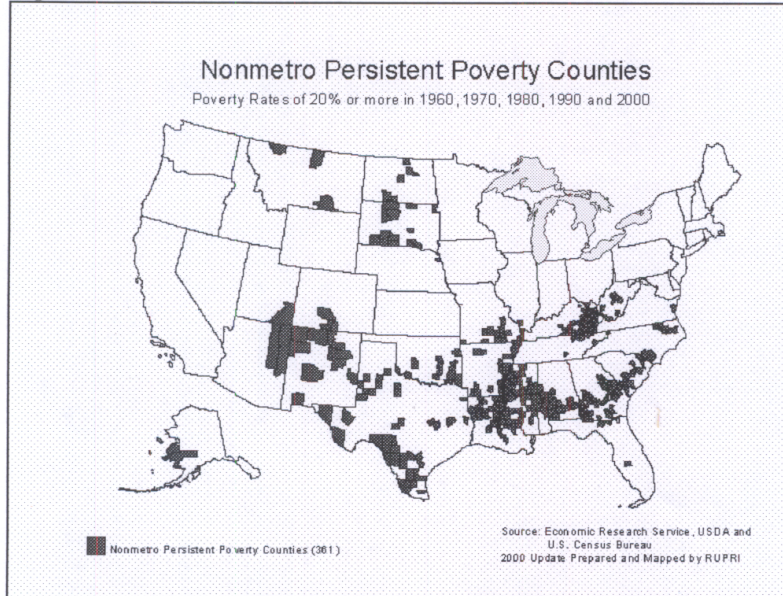 Nonmetro Persistent Poverty Counties
Poverty Rates of 20% or more in 1960, 1970, 1980, 1990 and 2000
Nonmetro Persistent Poverty Counties (361)
Source: Economic Research Service, USDA and
U.S. Census Bureau
2000 Update Prepared and Mapped by RUPRI